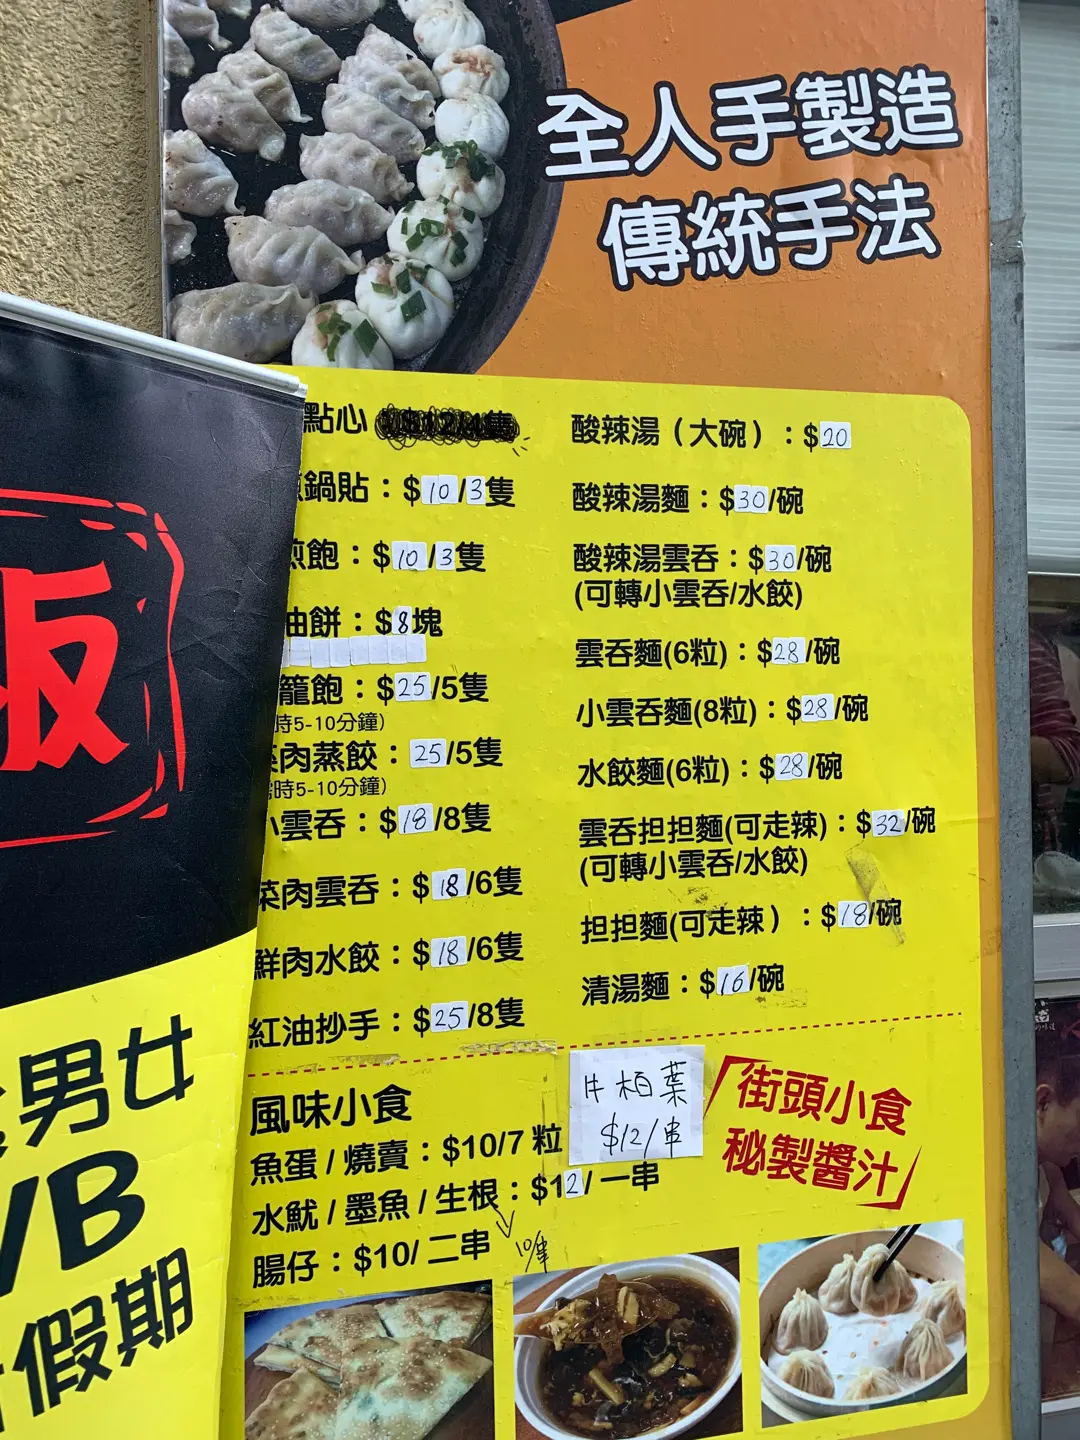 全人手製造
傳統手法
點心
鍋貼：$10/3隻
煎飽：$10/3隻
油餅：$8塊
籠飽：$25/5隻
時5-10分鐘)
菜肉蒸餃：25/5隻
需時5-10分鐘)
小雲吞：$18/8隻
菜肉雲吞：$18/6隻
鮮肉水餃：$18/6隻
紅油抄手：$25/8隻
酸辣湯（大碗）：$20
酸辣湯麵：$30/碗
酸辣湯雲吞：$30/碗
(可轉小雲吞/水餃)
雲吞麵(6粒)：$28/碗
小雲吞麵(8粒)：$28/碗
水餃麵(6粒)：$28/碗
雲吞担担麵(可走辣)：$32/碗
(可轉小雲吞/水餃)
担担麵(可走辣）：$18/碗
清湯麵：$16/碗
風味小食
魚蛋/燒賣：$10/7粒
水魷/墨魚/生根：$12/一串
腸仔：$10/二串
柏葉
$12/串
街頭小食
秘製醬汁
飯
男女
/B
假期